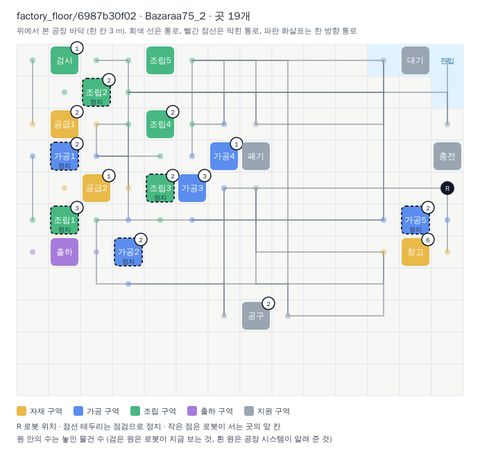 factory_floor/6987b30f02 · Bazaraa75_2 · 곳 19개
위에서 본 공장 바닥 (한 칸 3 m). 회색 선은 통로, 빨간 점선은 막힌 통로, 파란 화살표는 한 방향 통로
검사 1
조립5
대기
진입
조립2 2
정지
공급1 2
조립4 2
가공1 2
정지
가공4 1
폐기
충전
공급2 1
조립3 2
정지
가공3 3
R
조립1 3
정지
가공5 2
정지
출하
가공2 2
정지
창고 6
공구 2
자재 구역
가공 구역
조립 구역
출하 구역
지원 구역
R 로봇 위치 · 점선 테두리는 점검으로 정지 · 작은 점은 로봇이 서는 곳의 앞 칸
원 안의 수는 놓인 물건 수 (검은 원은 로봇이 지금 보는 것, 흰 원은 공장 시스템이 알려 준 것)